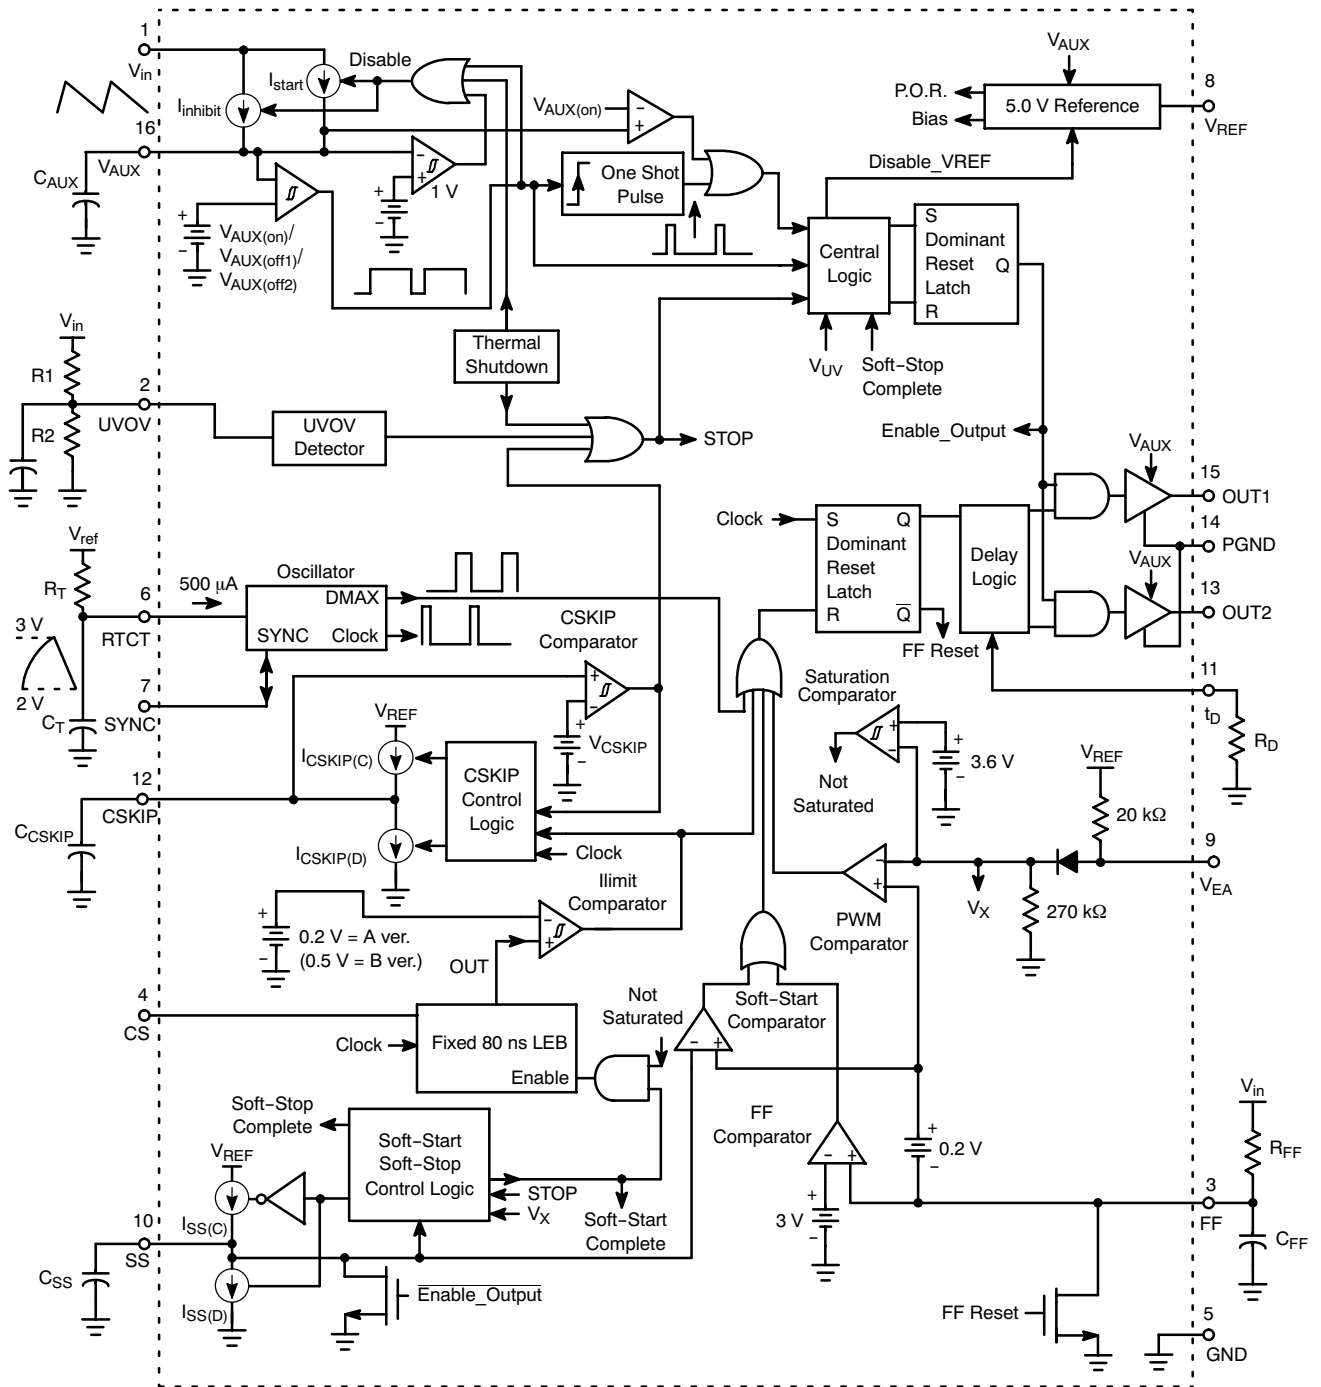 1
Vin
Istart
Disable
Iinhibit
16
VAUX
CAUX
+
−
VAUX(on)/
VAUX(off1)/
VAUX(off2)
−
+
+
−
1 V
VAUX(on)
−
+
One Shot
Pulse
VAUX
P.O.R.
Bias
5.0 V Reference
8
VREF
Disable_VREF
Central
Logic
S
Dominant
Reset
Latch
R
Q
VUV
Soft−Stop
Complete
Thermal
Shutdown
Vin
R1
R2
2
UVOV
UVOV
Detector
STOP
Enable_Output
VAUX
15
OUT1
14
PGND
VAUX
13
OUT2
Clock
S
Q
Dominant
Reset
Latch
R
Q
Delay
Logic
FF Reset
11
tD
RD
Vref
RT
500 μA
6
RTCT
3 V
2 V
CT
7
SYNC
Oscillator
DMAX
SYNC
Clock
CSKIP
Comparator
+
−
+
−
VCSKIP
Saturation
Comparator
+
−
+
−
3.6 V
Not
Saturated
VREF
ICSKIP(C)
ICSKIP(D)
CSKIP
Control
Logic
Clock
12
CSKIP
CCSKIP
VREF
20 kΩ
9
VEA
270 kΩ
VX
−
+
PWM
Comparator
Ilimit
Comparator
+
−
0.2 V = A ver.
(0.5 V = B ver.)
−
+
OUT
4
CS
Fixed 80 ns LEB
Clock
Enable
Not
Saturated
Soft−Start
Comparator
−
+
FF
Comparator
−
+
+
−
0.2 V
+
−
3 V
Soft−Stop
Complete
Soft−Start
Soft−Stop
Control Logic
STOP
VX
Soft−Start
Complete
VREF
ISS(C)
10
SS
CSS
ISS(D)
Enable_Output
Vin
RFF
3
FF
CFF
FF Reset
5
GND